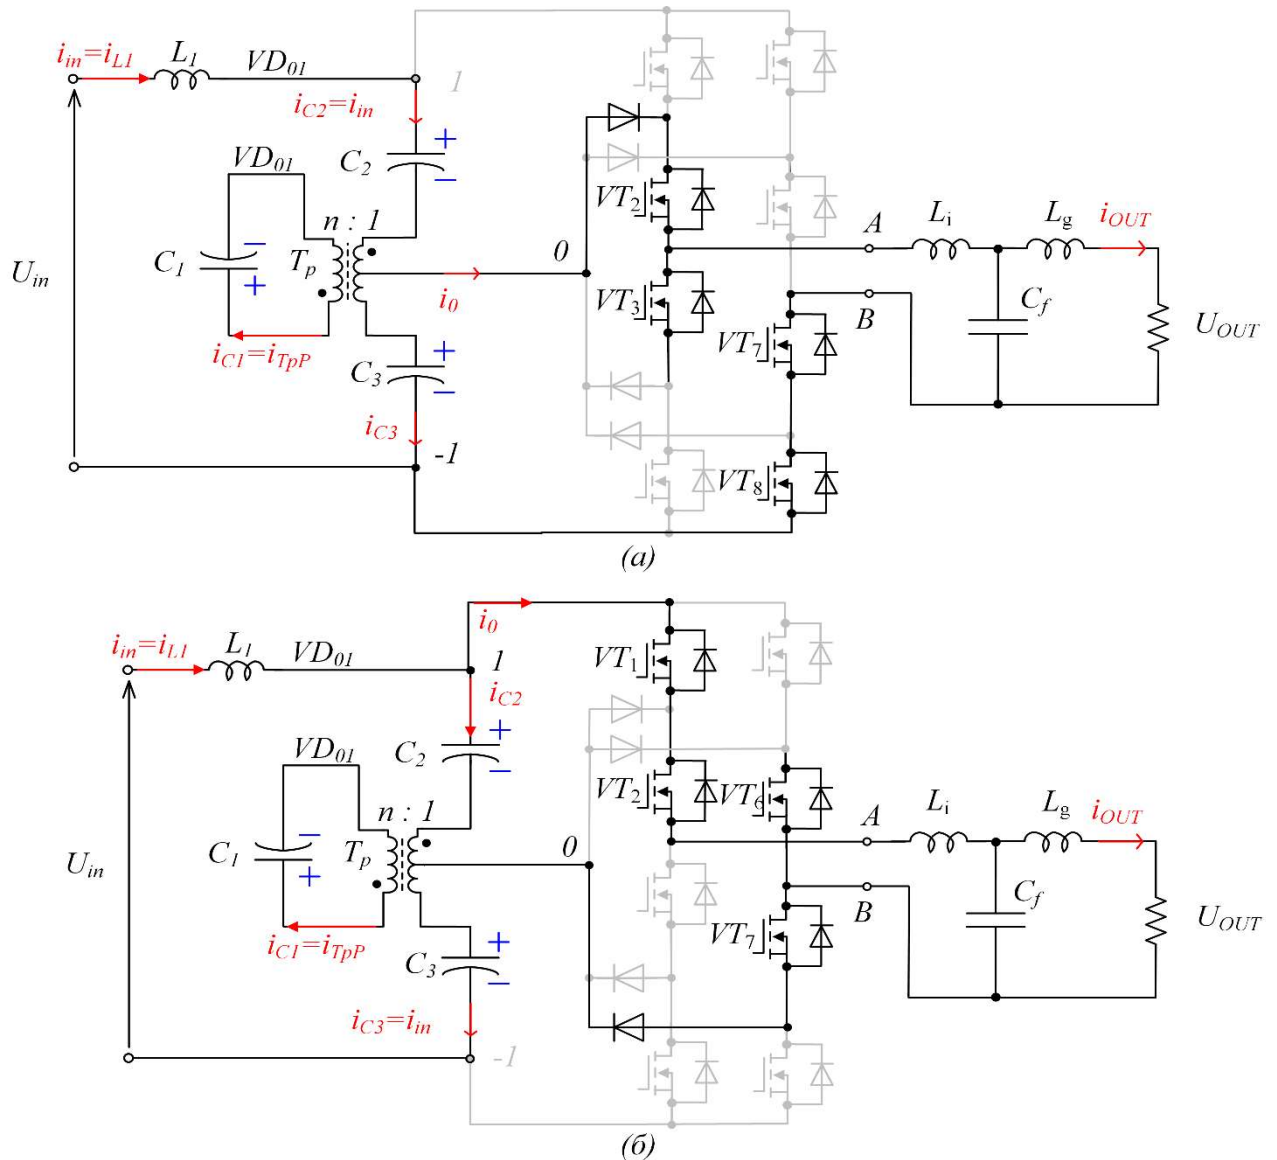 i_in=i_L1 L_1 VD_01 1
i_C2=i_in
+
VD_01 C_2 −
n : 1 VT_2
− 0 A L_i L_g i_OUT
C_1 T_p
U_in + i_0 VT_3 B C_f U_OUT
i_C1=i_TpP + VT_7
C_3 −
i_C3 -1 VT_8
(а)
i_0
i_in=i_L1 L_1 VD_01 1 VT_1
i_C2
+
VD_01 C_2 −
n : 1 VT_2 VT_6 A L_i L_g i_OUT
− 0
C_1 T_p
U_in + B C_f U_OUT
i_C1=i_TpP + VT_7
C_3 −
i_C3=i_in
-1
(б)